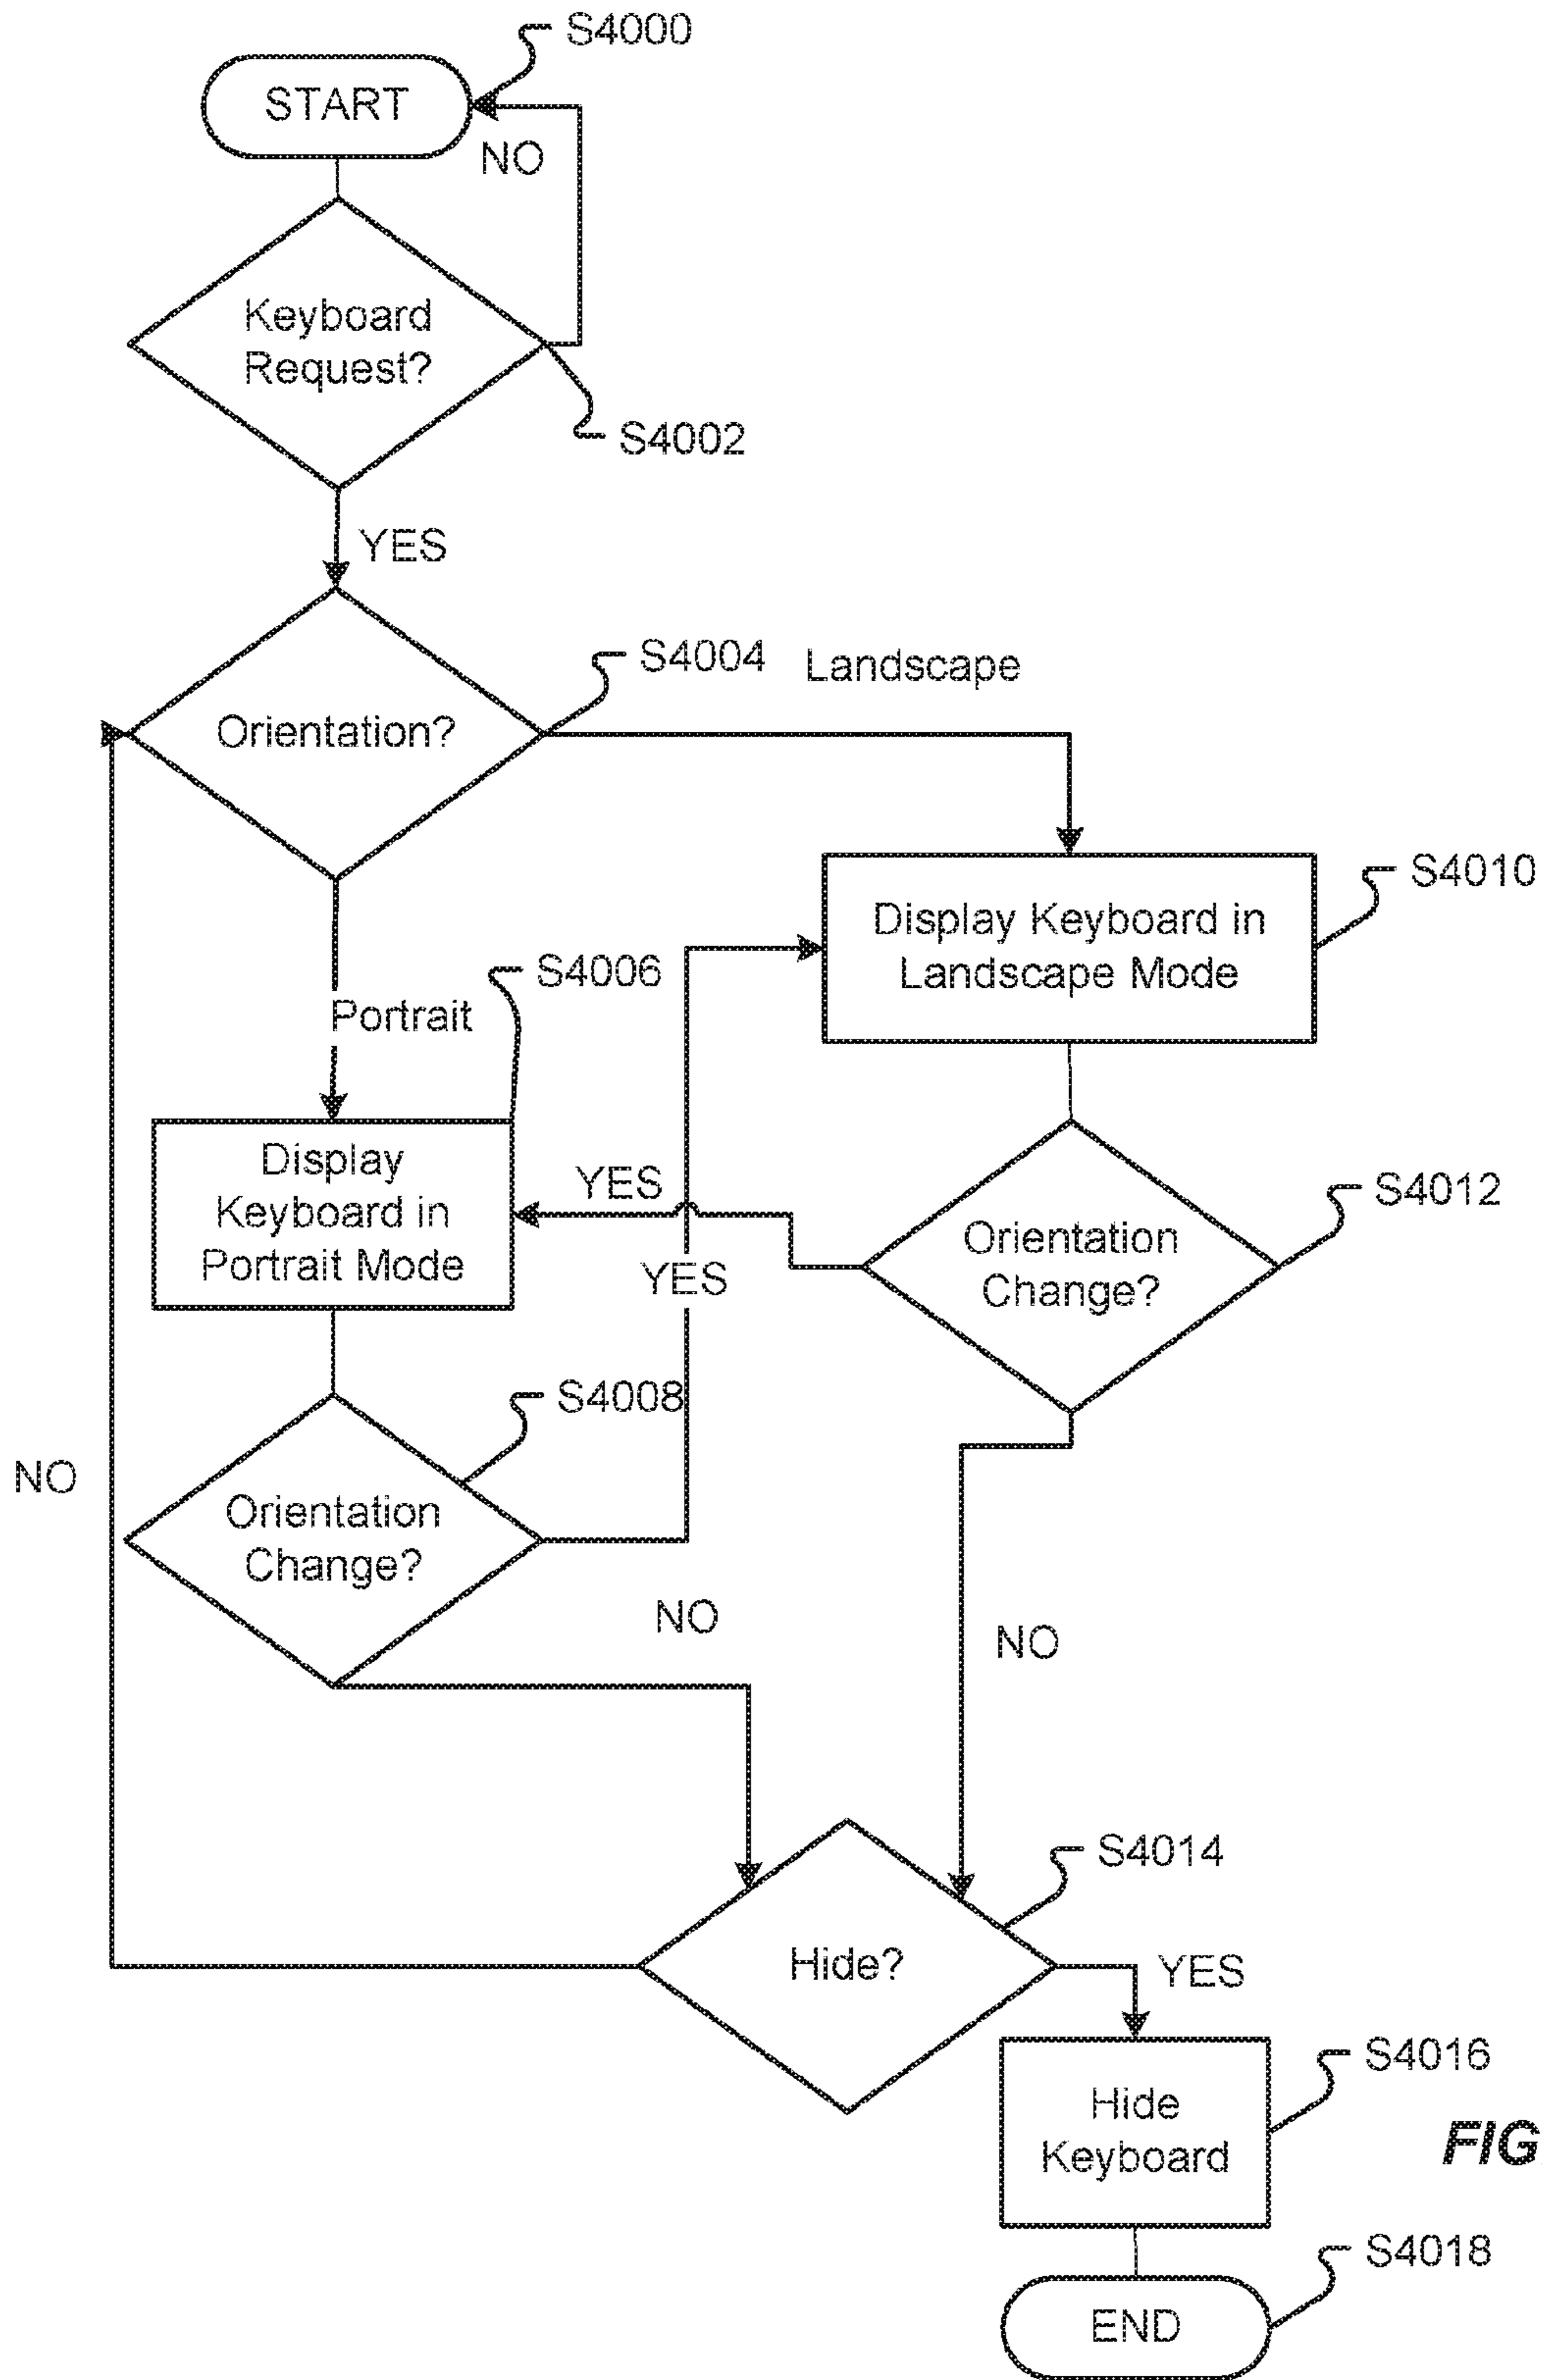 S4000
START
NO
Keyboard
Request?
S4002
YES
S4004
Landscape
Orientation?
S4010
Display Keyboard in
Landscape Mode
S4006
Portrait
Display
Keyboard in
Portrait Mode
YES
S4012
Orientation
Change?
YES
S4008
NO
Orientation
Change?
NO
NO
S4014
Hide?
YES
S4016
Hide
Keyboard
FIG
S4018
END